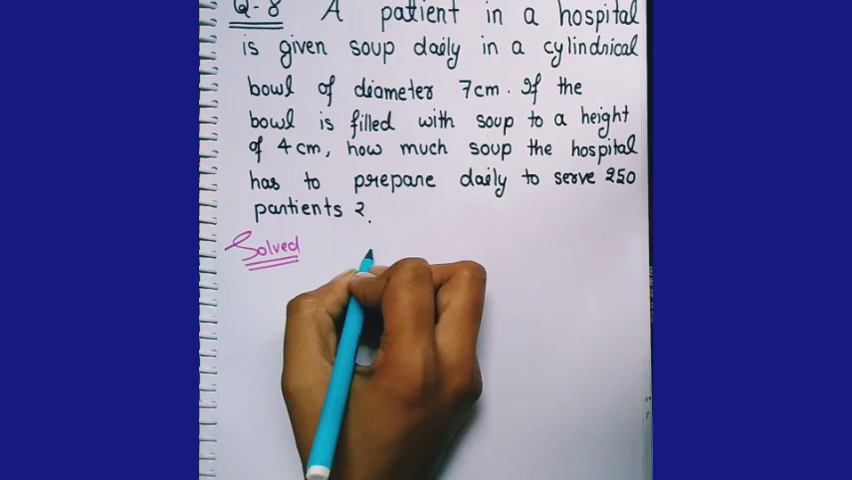 Q-8 A patient in a hospital
is given soup daily in a cylindrical
bowl of diameter 7cm. If the
bowl is filled with soup to a height
of 4cm, how much soup the hospital
has to prepare daily to serve 250
pantients ?.
Solved